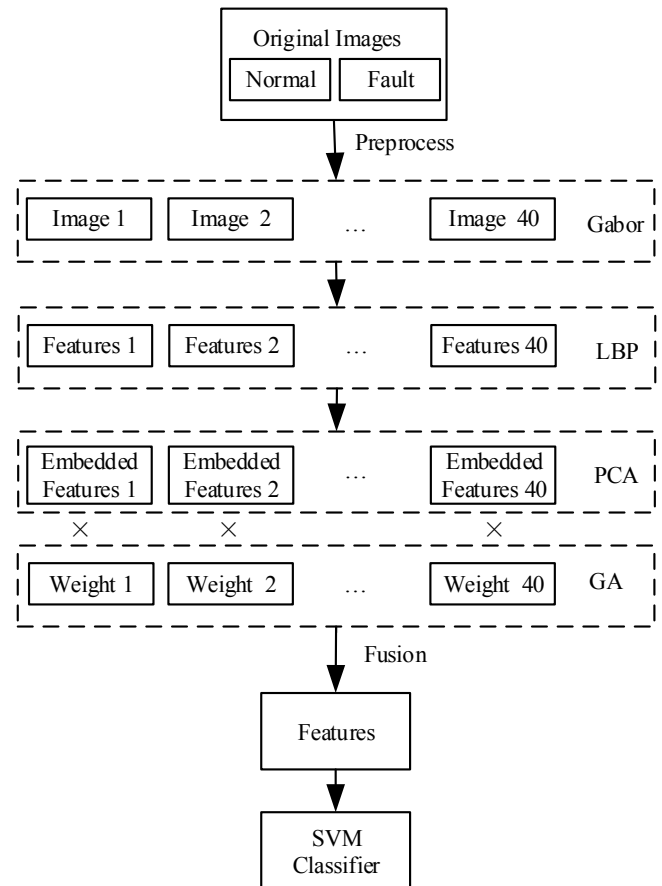 Original Images
Normal Fault
Preprocess
Image 1 Image 2 ... Image 40 Gabor
Features 1 Features 2 ... Features 40 LBP
Embedded Features 1 Embedded Features 2 ... Embedded Features 40 PCA
× × ×
Weight 1 Weight 2 ... Weight 40 GA
Fusion
Features
SVM
Classifier